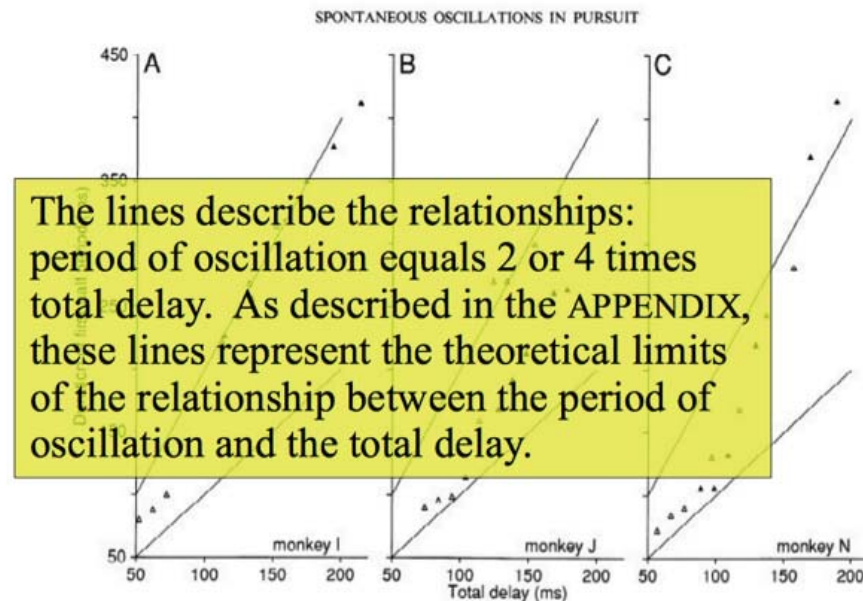 SPONTANEOUS OSCILLATIONS IN PURSUIT
A
B
C
450
350
The lines describe the relationships:
period of oscillation equals 2 or 4 times
total delay. As described in the APPENDIX,
these lines represent the theoretical limits
of the relationship between the period of
oscillation and the total delay.
monkey I
monkey J
monkey N
50
50 100 150 200 50 100 150 200 50 100 150 200
Total delay (ms)